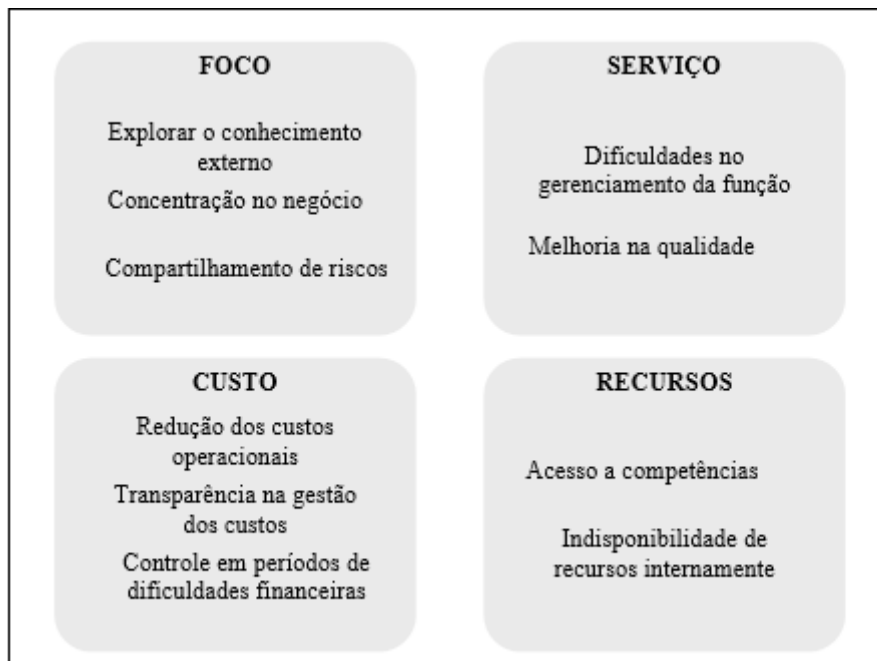 FOCO
Explorar o conhecimento
externo
Concentração no negócio
Compartilhamento de riscos
SERVIÇO
Dificuldades no
gerenciamento da função
Melhoria na qualidade
CUSTO
Redução dos custos
operacionais
Transparência na gestão
dos custos
Controle em períodos de
dificuldades financeiras
RECURSOS
Acesso a competências
Indisponibilidade de
recursos internamente